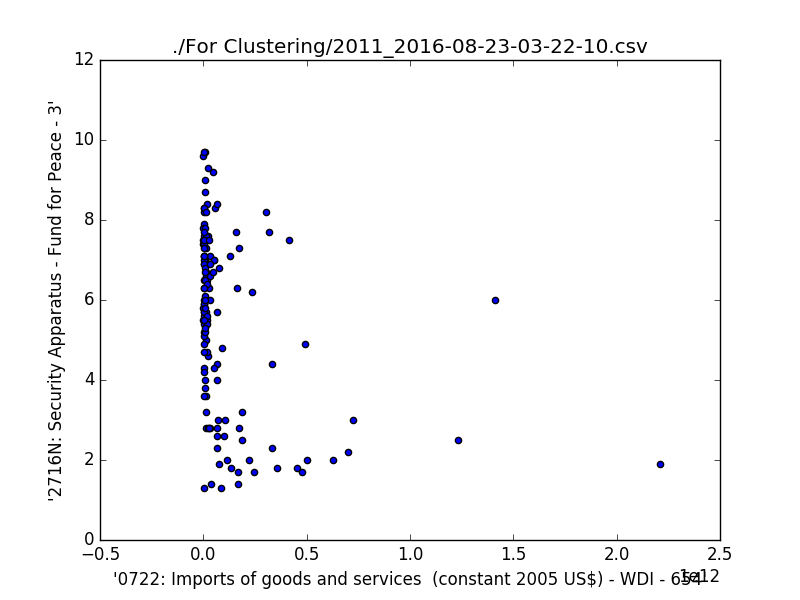 ./For Clustering/2011_2016-08-23-03-22-10.csv
'2716N: Security Apparatus - Fund for Peace - 3'
12
10
8
6
4
2
0
−0.5 0.0 0.5 1.0 1.5 2.0 2.5
1e12
'0722: Imports of goods and services (constant 2005 US$) - WDI - 654'